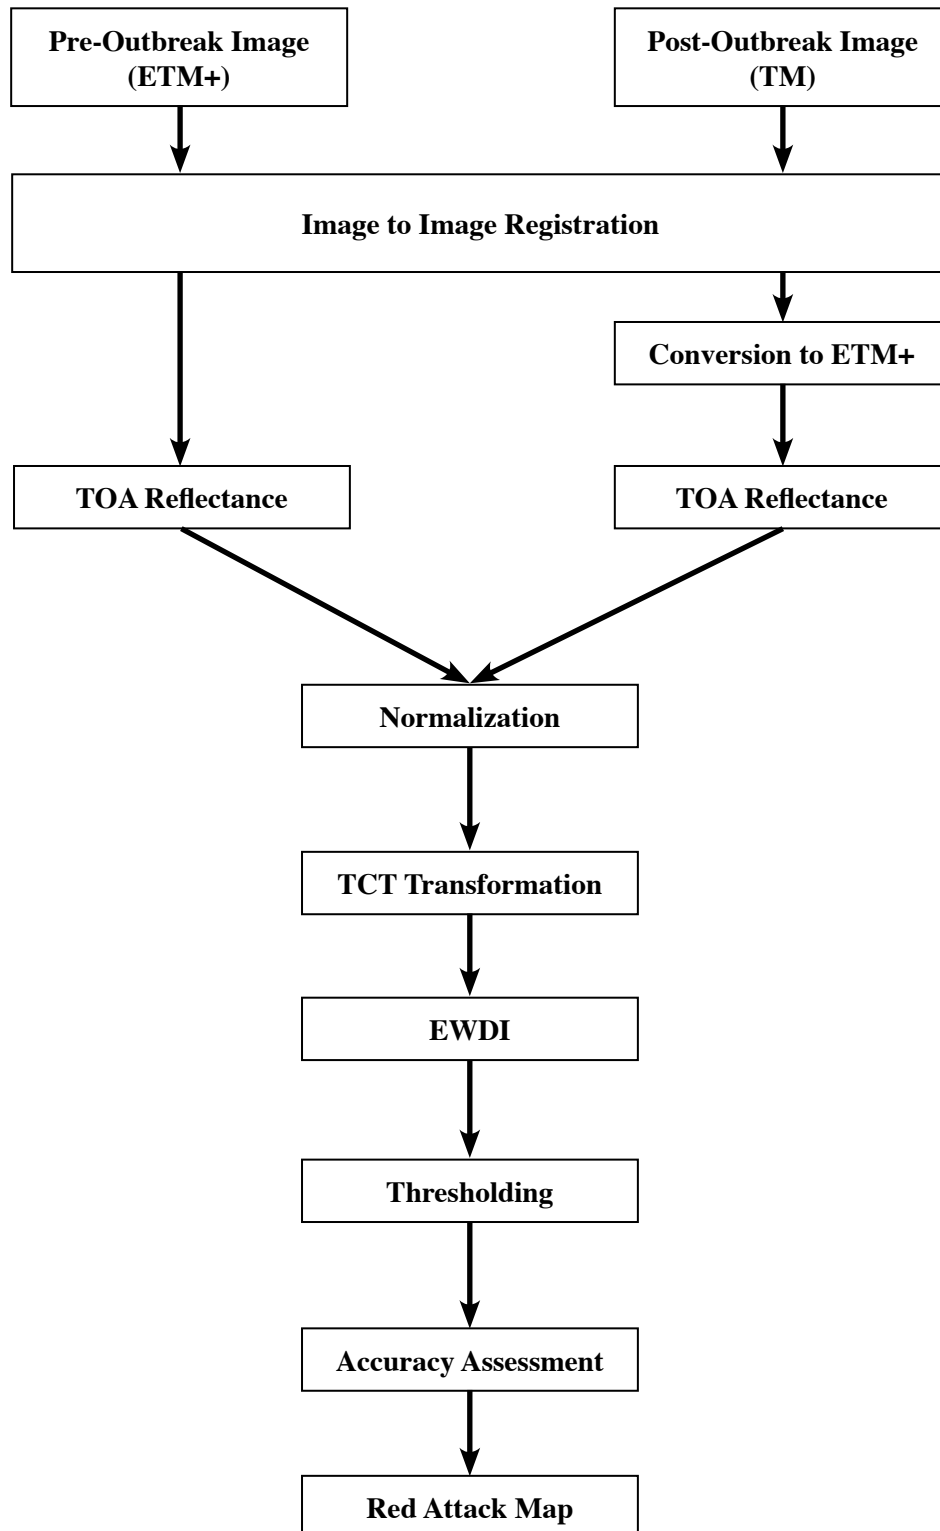 Pre-Outbreak Image
(ETM+)
Post-Outbreak Image
(TM)
Image to Image Registration
Conversion to ETM+
TOA Reflectance
TOA Reflectance
Normalization
TCT Transformation
EWDI
Thresholding
Accuracy Assessment
Red Attack Map